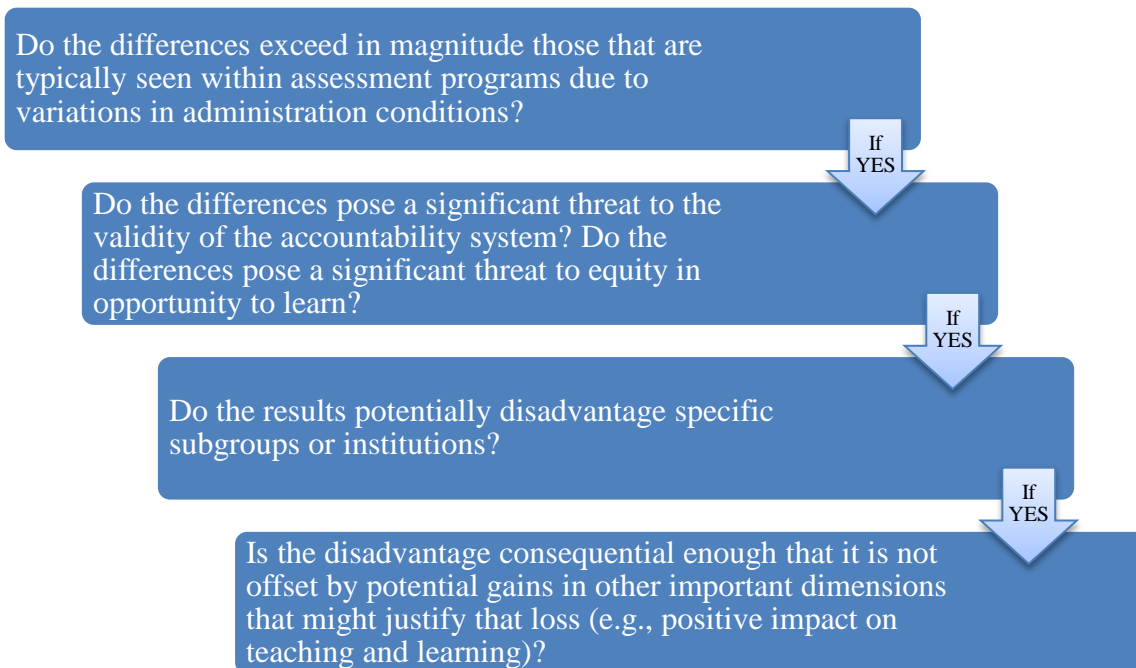 Do the differences exceed in magnitude those that are
typically seen within assessment programs due to
variations in administration conditions?
If
YES
Do the differences pose a significant threat to the
validity of the accountability system? Do the
differences pose a significant threat to equity in
opportunity to learn?
If
YES
Do the results potentially disadvantage specific
subgroups or institutions?
If
YES
Is the disadvantage consequential enough that it is not
offset by potential gains in other important dimensions
that might justify that loss (e.g., positive impact on
teaching and learning)?